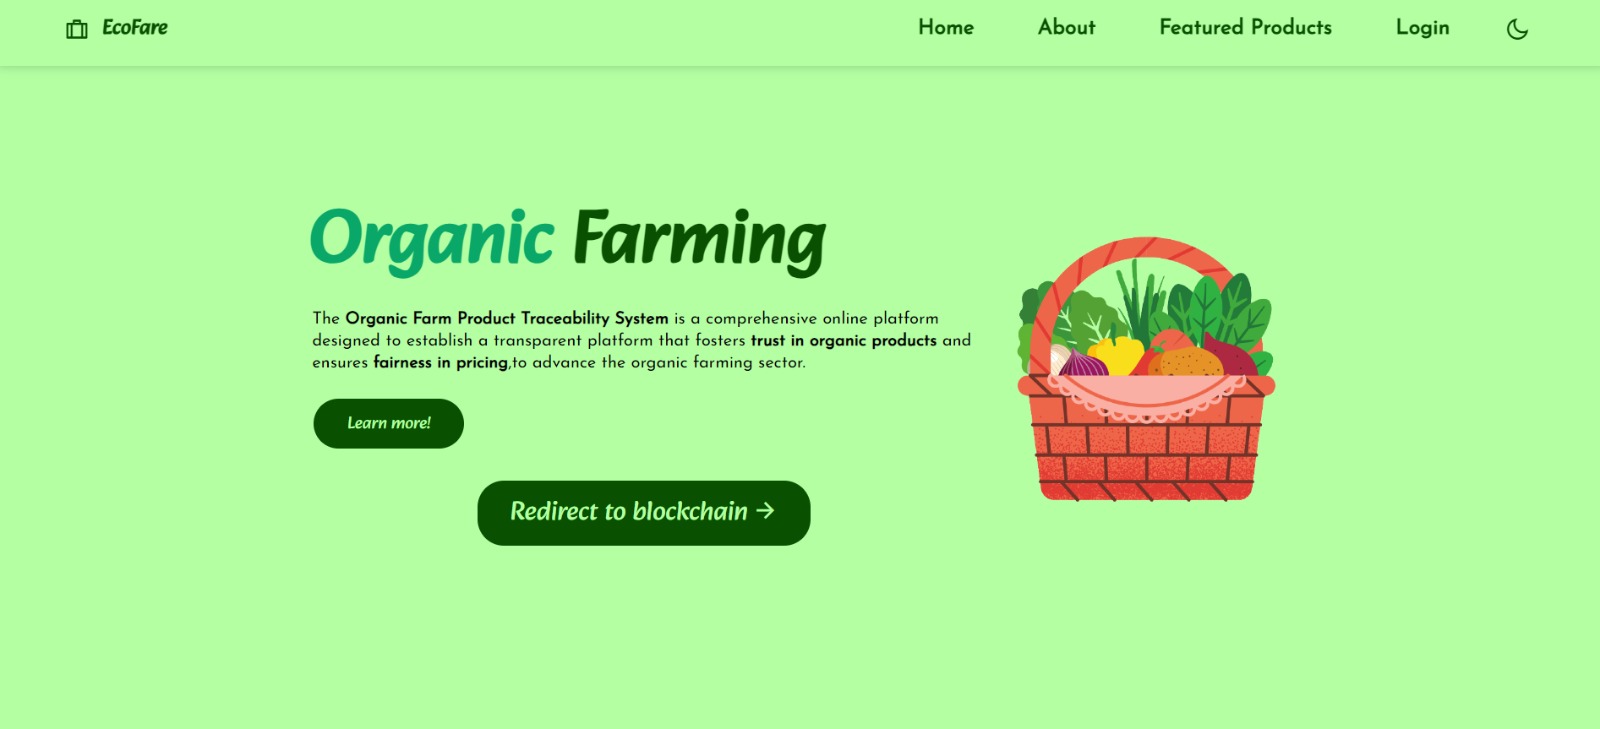 EcoFare
Home About Featured Products Login
Organic Farming
The Organic Farm Product Traceability System is a comprehensive online platform
designed to establish a transparent platform that fosters trust in organic products and
ensures fairness in pricing,to advance the organic farming sector.
Learn more!
Redirect to blockchain →